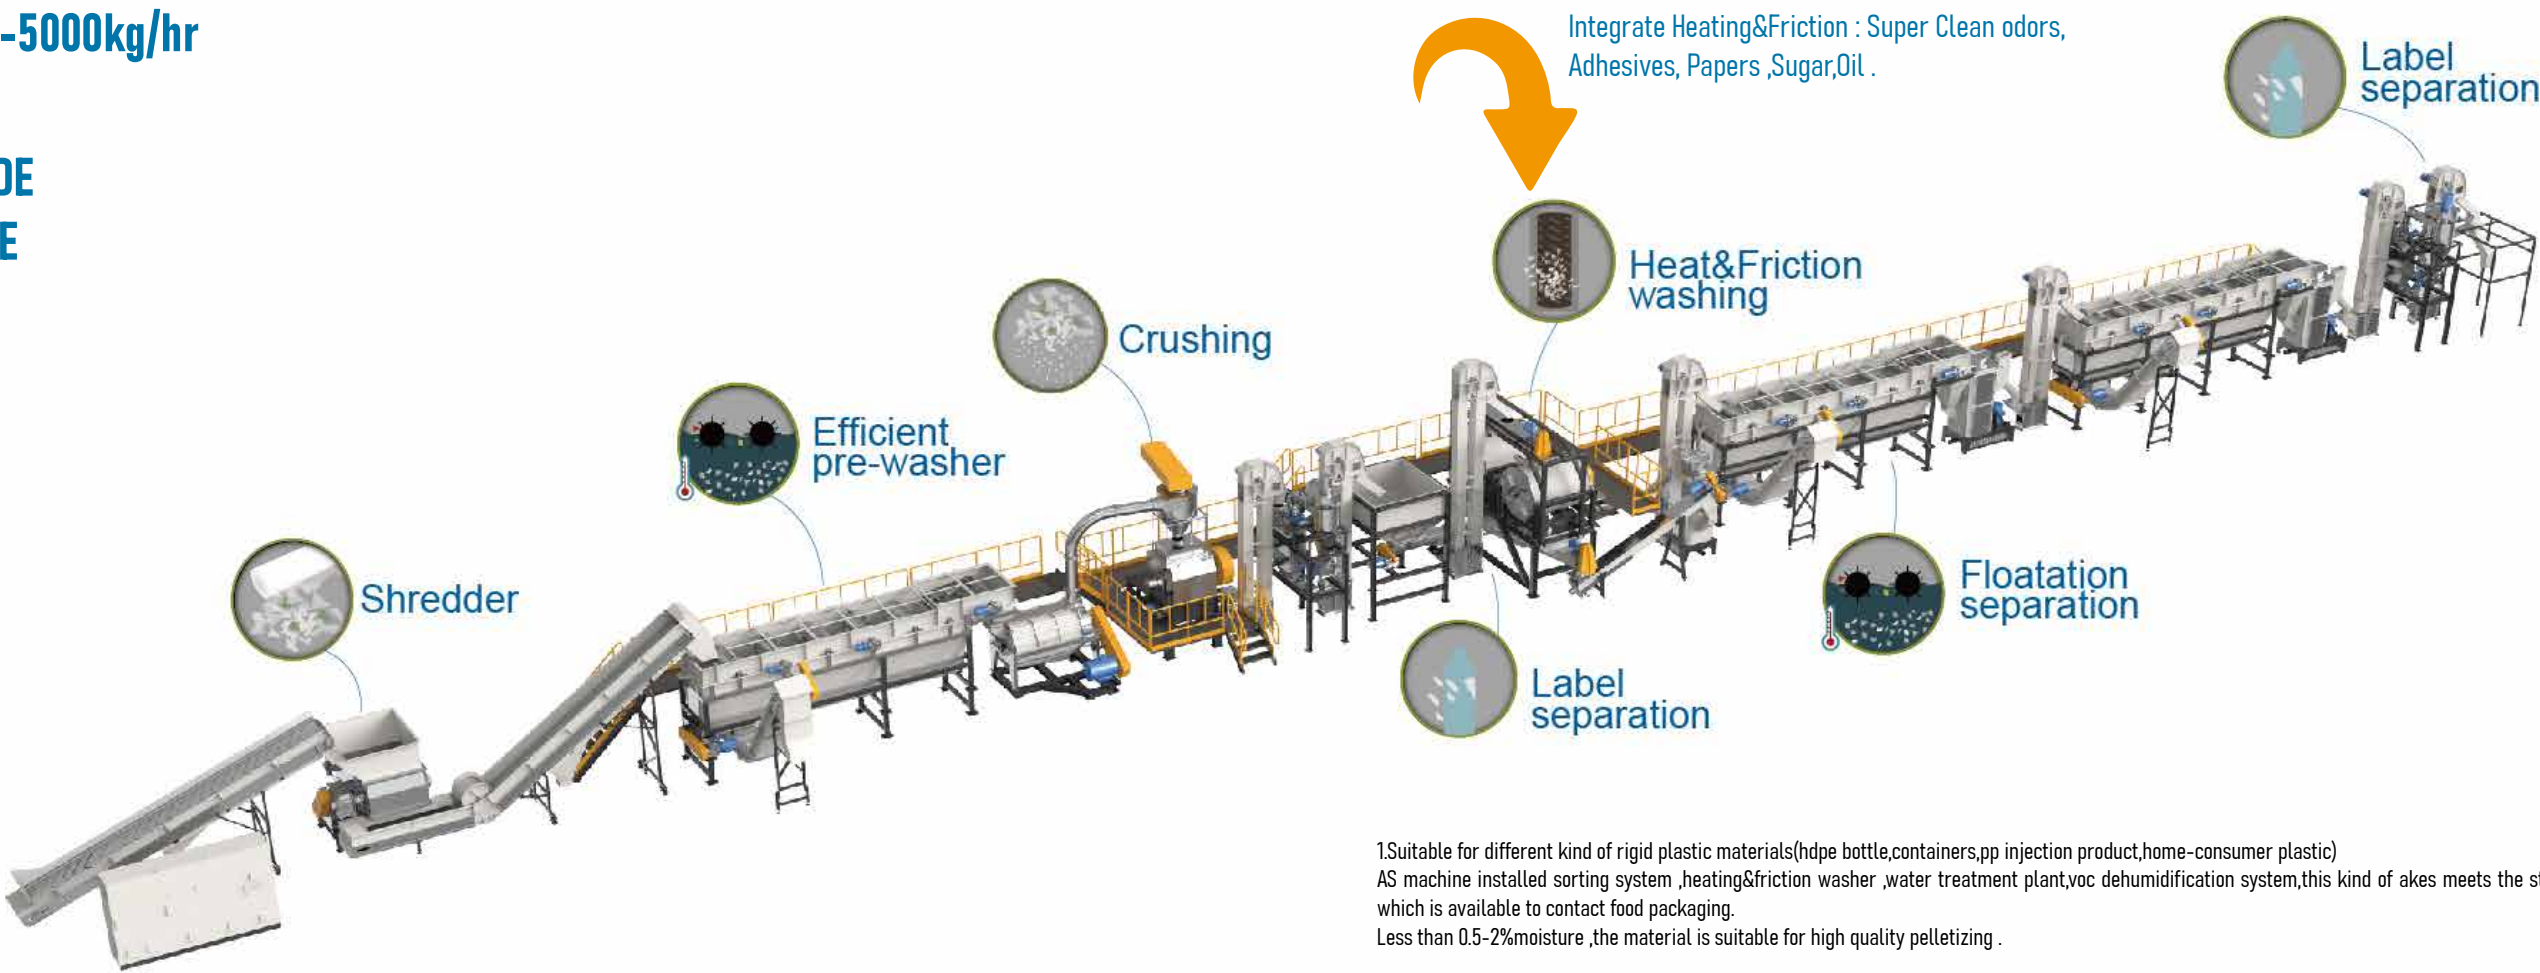 -5000kg/hr
DE
E
Integrate Heating&Friction : Super Clean odors,
Adhesives, Papers ,Sugar,Oil .
Label
separation
Heat&Friction
washing
Crushing
Efficient
pre-washer
Shredder
Floatation
separation
Label
separation
1.Suitable for different kind of rigid plastic materials(hdpe bottle,containers,pp injection product,home-consumer plastic)
AS machine installed sorting system ,heating&friction washer ,water treatment plant,voc dehumidification system,this kind of akes meets the st
which is available to contact food packaging.
Less than 0.5-2%moisture ,the material is suitable for high quality pelletizing .